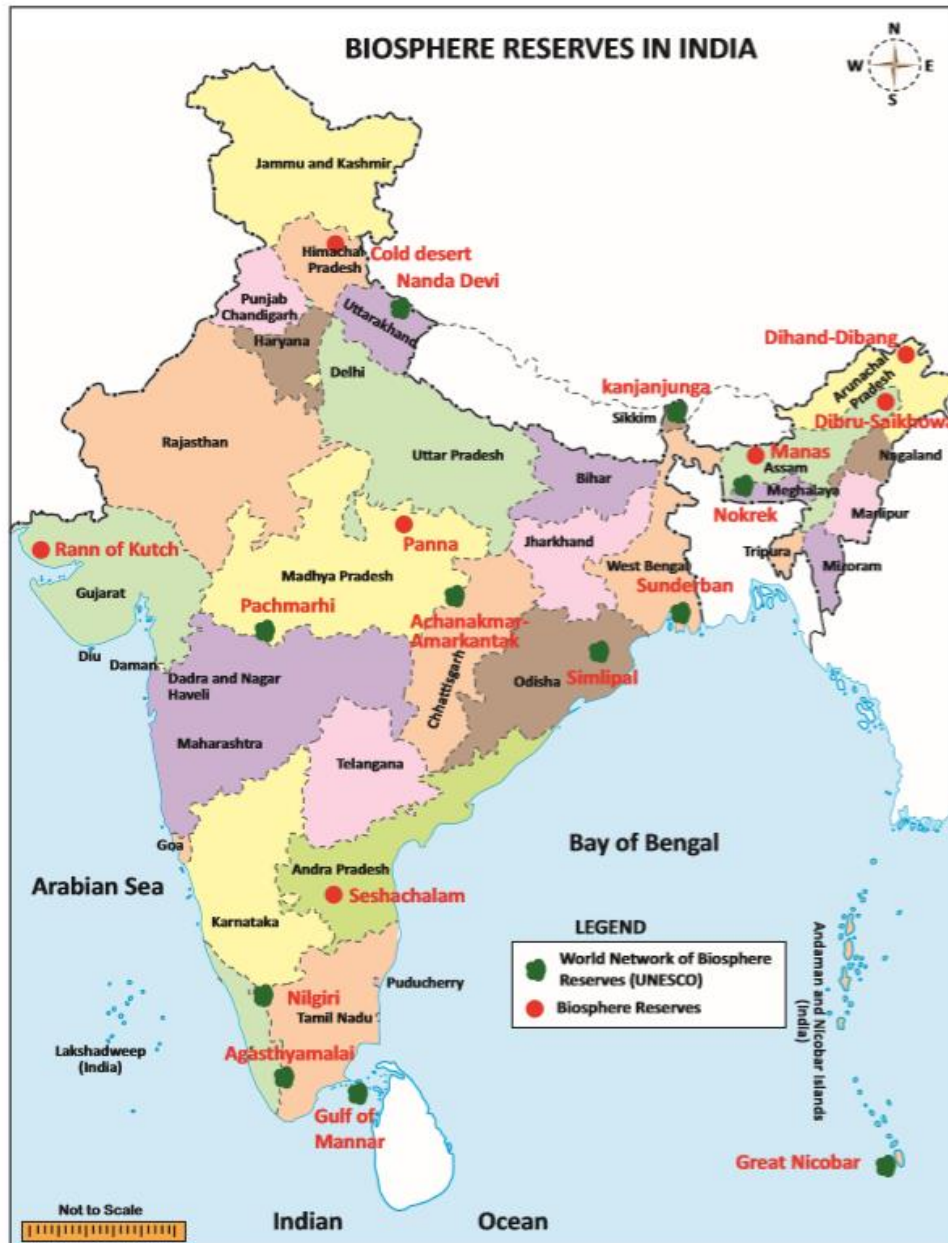 BIOSPHERE RESERVES IN INDIA
N
W
E
S
Jammu and Kashmir
Himachal
Pradesh
Cold desert
Nanda Devi
Punjab
Chandigarh
Uttarakhand
Haryana
Delhi
Dihand-Dibang
Arunachal
Pradesh
kanjanjunga
Sikkim
Dibru-Saikhowa
Rajasthan
Uttar Pradesh
Manas
Assam
Nagaland
Bihar
Meghalaya
Nokrek
Manipur
Rann of Kutch
Panna
Jharkhand
Tripura
Mizoram
Gujarat
Madhya Pradesh
West Bengal
Sunderban
Pachmarhi
Achanakmar-
Amarkantak
Diu
Daman
Dadra and Nagar
Haveli
Chhattisgarh
Odisha
Simlipal
Maharashtra
Telangana
Goa
Bay of Bengal
Arabian Sea
Andra Pradesh
Seshachalam
Karnataka
LEGEND
World Network of Biosphere
Reserves (UNESCO)
Biosphere Reserves
Andaman and Nicobar Islands
(India)
Puducherry
Nilgiri
Tamil Nadu
Lakshadweep
(India)
Agasthyamalai
Gulf of
Mannar
Great Nicobar
Not to Scale
Indian Ocean